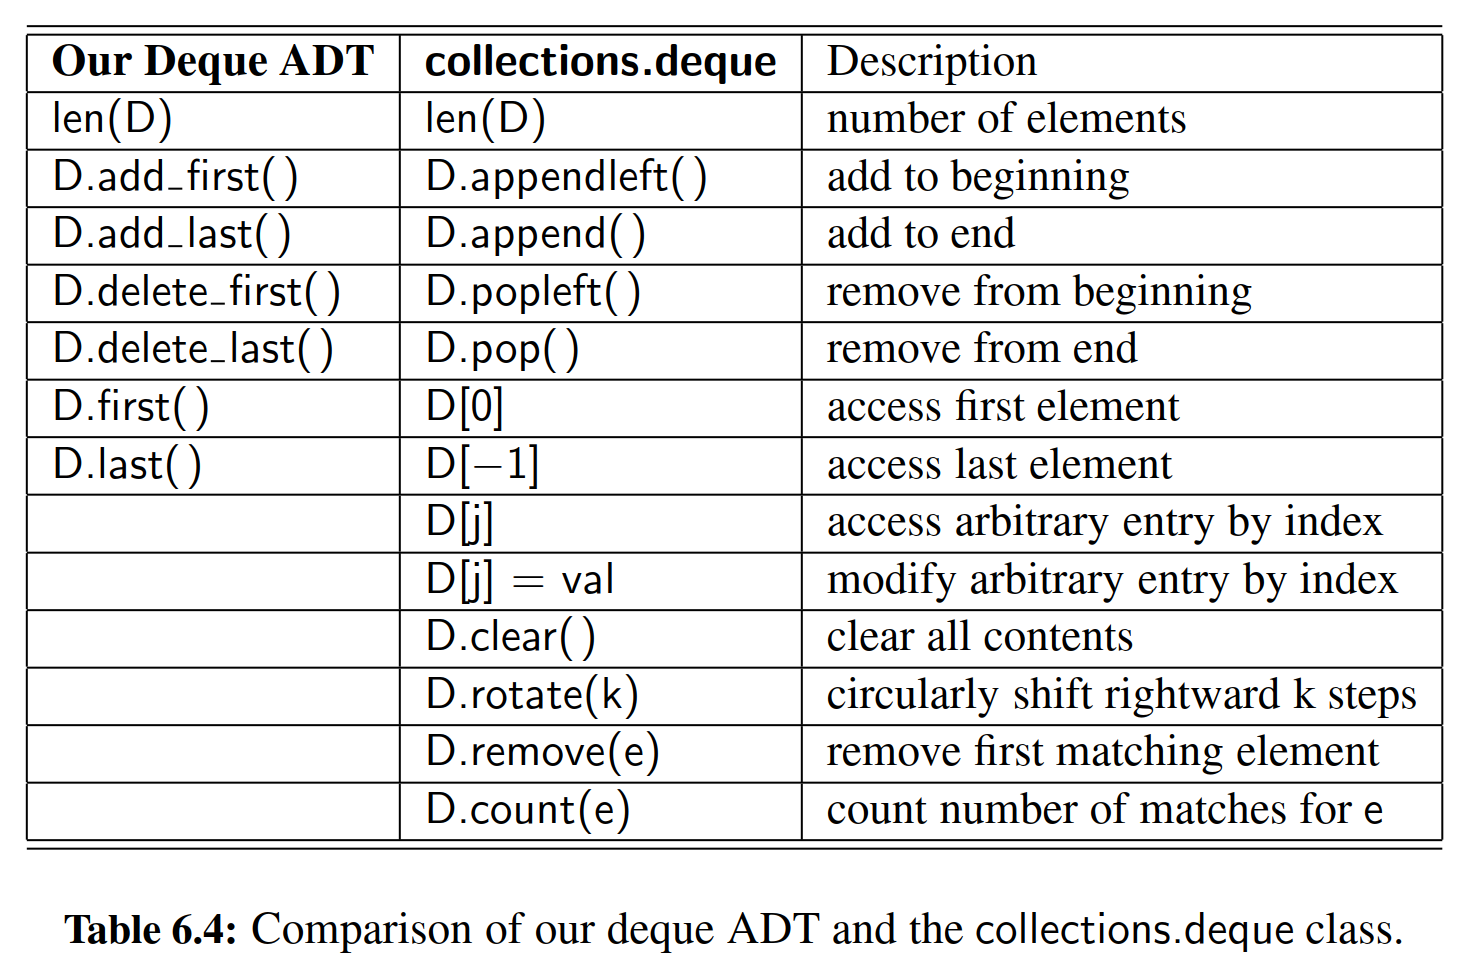 Our Deque ADT collections.deque Description
len(D) len(D) number of elements
D.add_first() D.appendleft() add to beginning
D.add_last() D.append() add to end
D.delete_first() D.popleft() remove from beginning
D.delete_last() D.pop() remove from end
D.first() D[0] access first element
D.last() D[−1] access last element
D[j] access arbitrary entry by index
D[j] = val modify arbitrary entry by index
D.clear() clear all contents
D.rotate(k) circularly shift rightward k steps
D.remove(e) remove first matching element
D.count(e) count number of matches for e
Table 6.4: Comparison of our deque ADT and the collections.deque class.